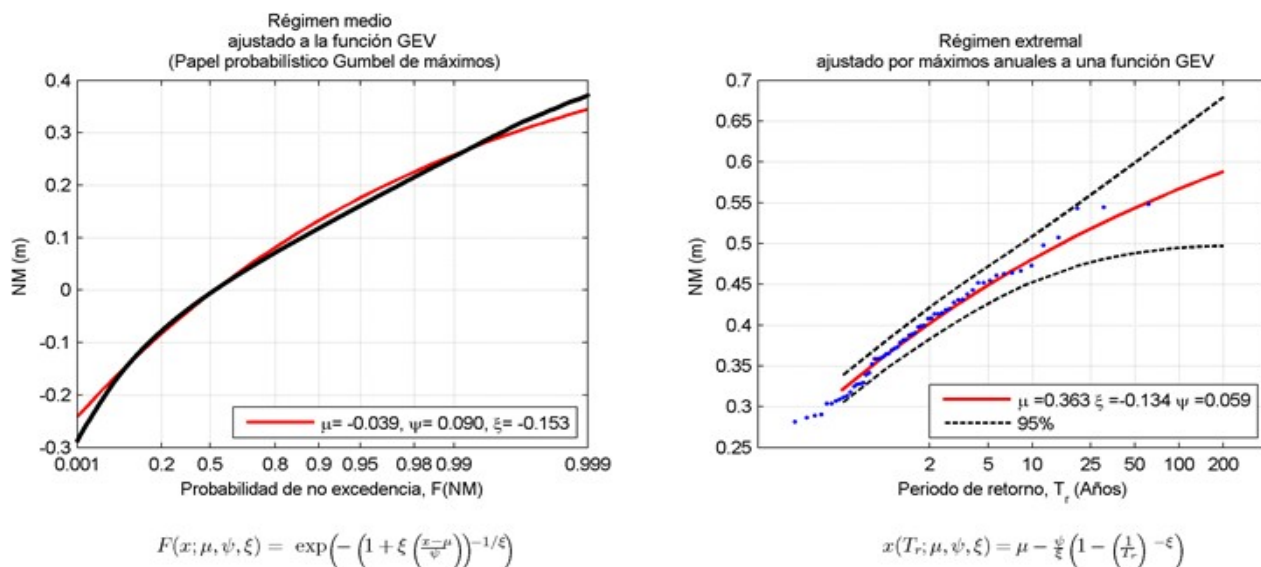 Régimen medio
ajustado a la función GEV
(Papel probabilístico Gumbel de máximos)
0.4
0.3
0.2
0.1
0
-0.1
-0.2
-0.3
NM (m)
μ= -0.039, ψ= 0.090, ξ= -0.153
0.001 0.2 0.5 0.8 0.9 0.95 0.98 0.99 0.999
Probabilidad de no excedencia, F(NM)
F(x; μ, ψ, ξ) = exp(-(1 + ξ((x-μ)/ψ))^{-1/ξ})
Régimen extremal
ajustado por máximos anuales a una función GEV
0.7
0.65
0.6
0.55
0.5
0.45
0.4
0.35
0.3
0.25
NM (m)
μ =0.363 ξ =-0.134 ψ =0.059
95%
2 5 10 25 50 100 200
Periodo de retorno, T_r (Años)
x(T_r; μ, ψ, ξ) = μ - ψ/ξ (1 - (1/T_r)^{-ξ})